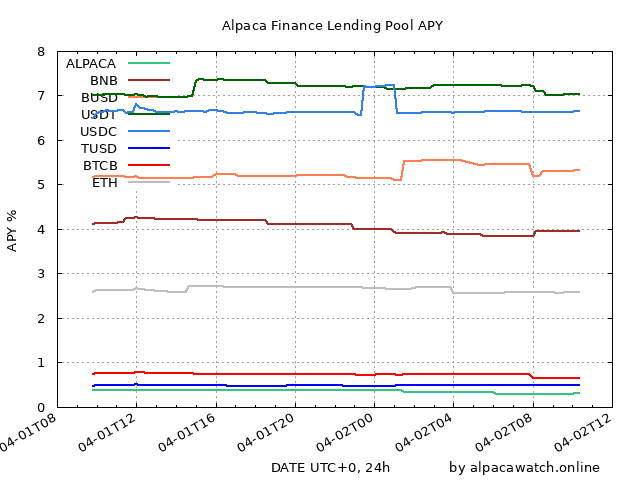 Alpaca Finance Lending Pool APY
8
7
6
5
4
3
2
1
0
APY %
ALPACA
BNB
BUSD
USDT
USDC
TUSD
BTCB
ETH
04-01T08
04-01T12
04-01T16
04-01T20
04-02T00
04-02T04
04-02T08
04-02T12
DATE UTC+0, 24h
by alpacawatch.online